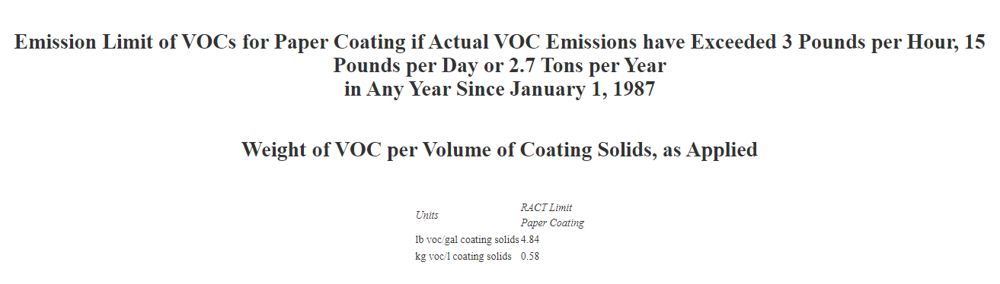 Emission Limit of VOCs for Paper Coating if Actual VOC Emissions have Exceeded 3 Pounds per Hour, 15
Pounds per Day or 2.7 Tons per Year
in Any Year Since January 1, 1987
Weight of VOC per Volume of Coating Solids, as Applied
Units
RACT Limit
Paper Coating
lb voc/gal coating solids 4.84
kg voc/l coating solids 0.58